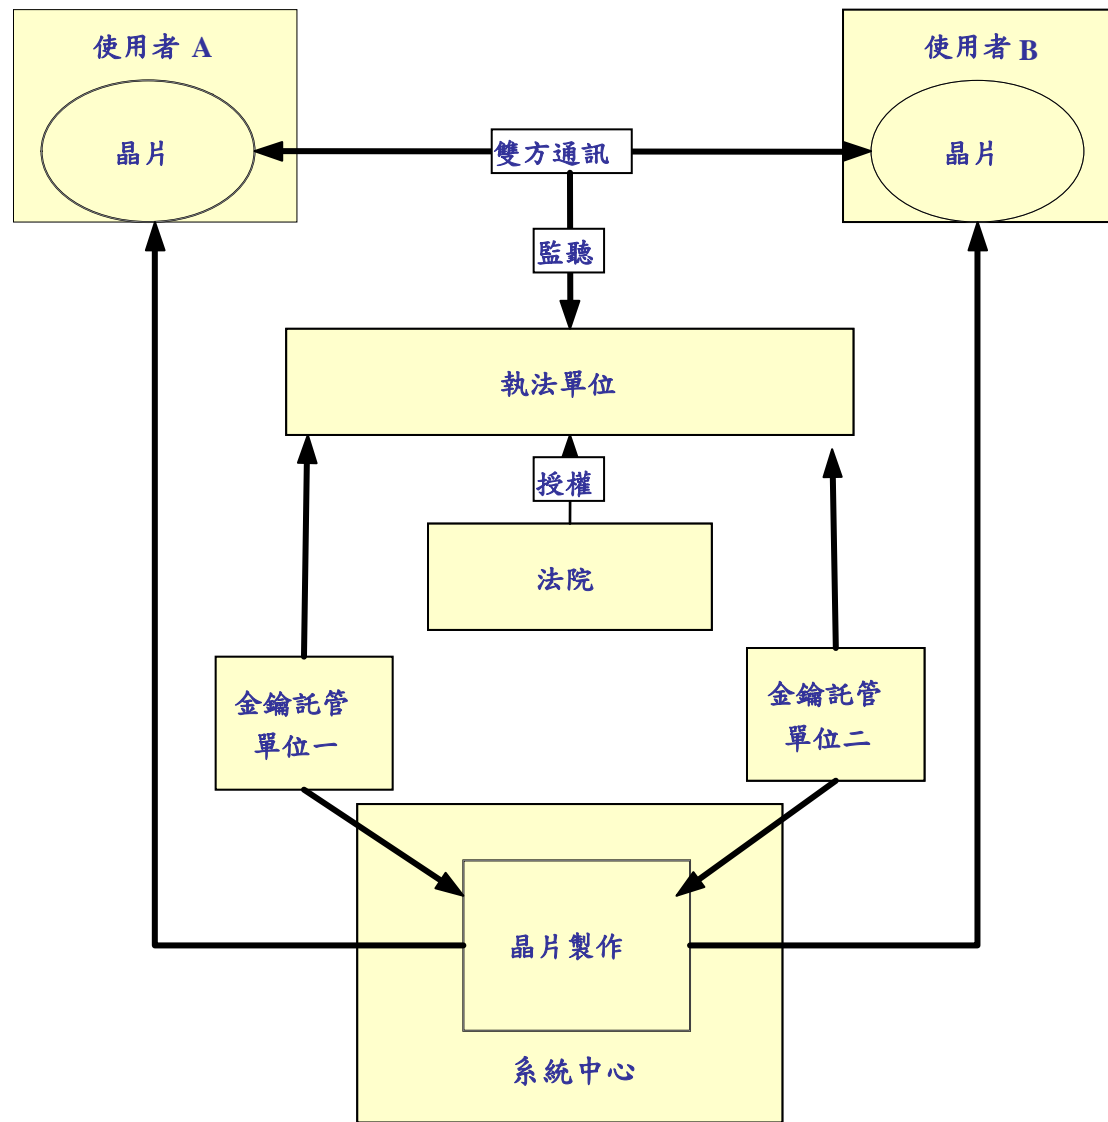 使用者 A
使用者 B
晶片
雙方通訊
晶片
監聽
執法單位
授權
法院
金鑰託管
單位一
金鑰託管
單位二
晶片製作
系統中心